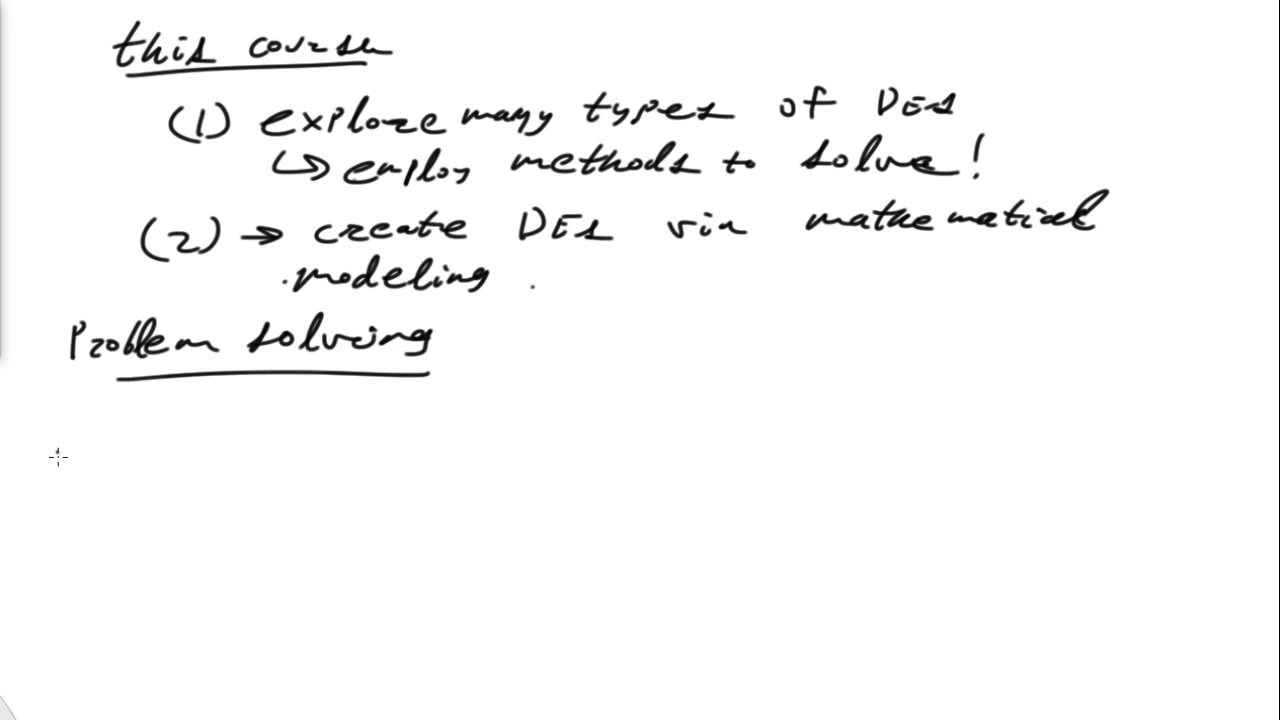 this course
(1) explore many types of DEs
↳ employ methods to solve!
(2) → create DEs via mathematical
modeling.
Problem solving